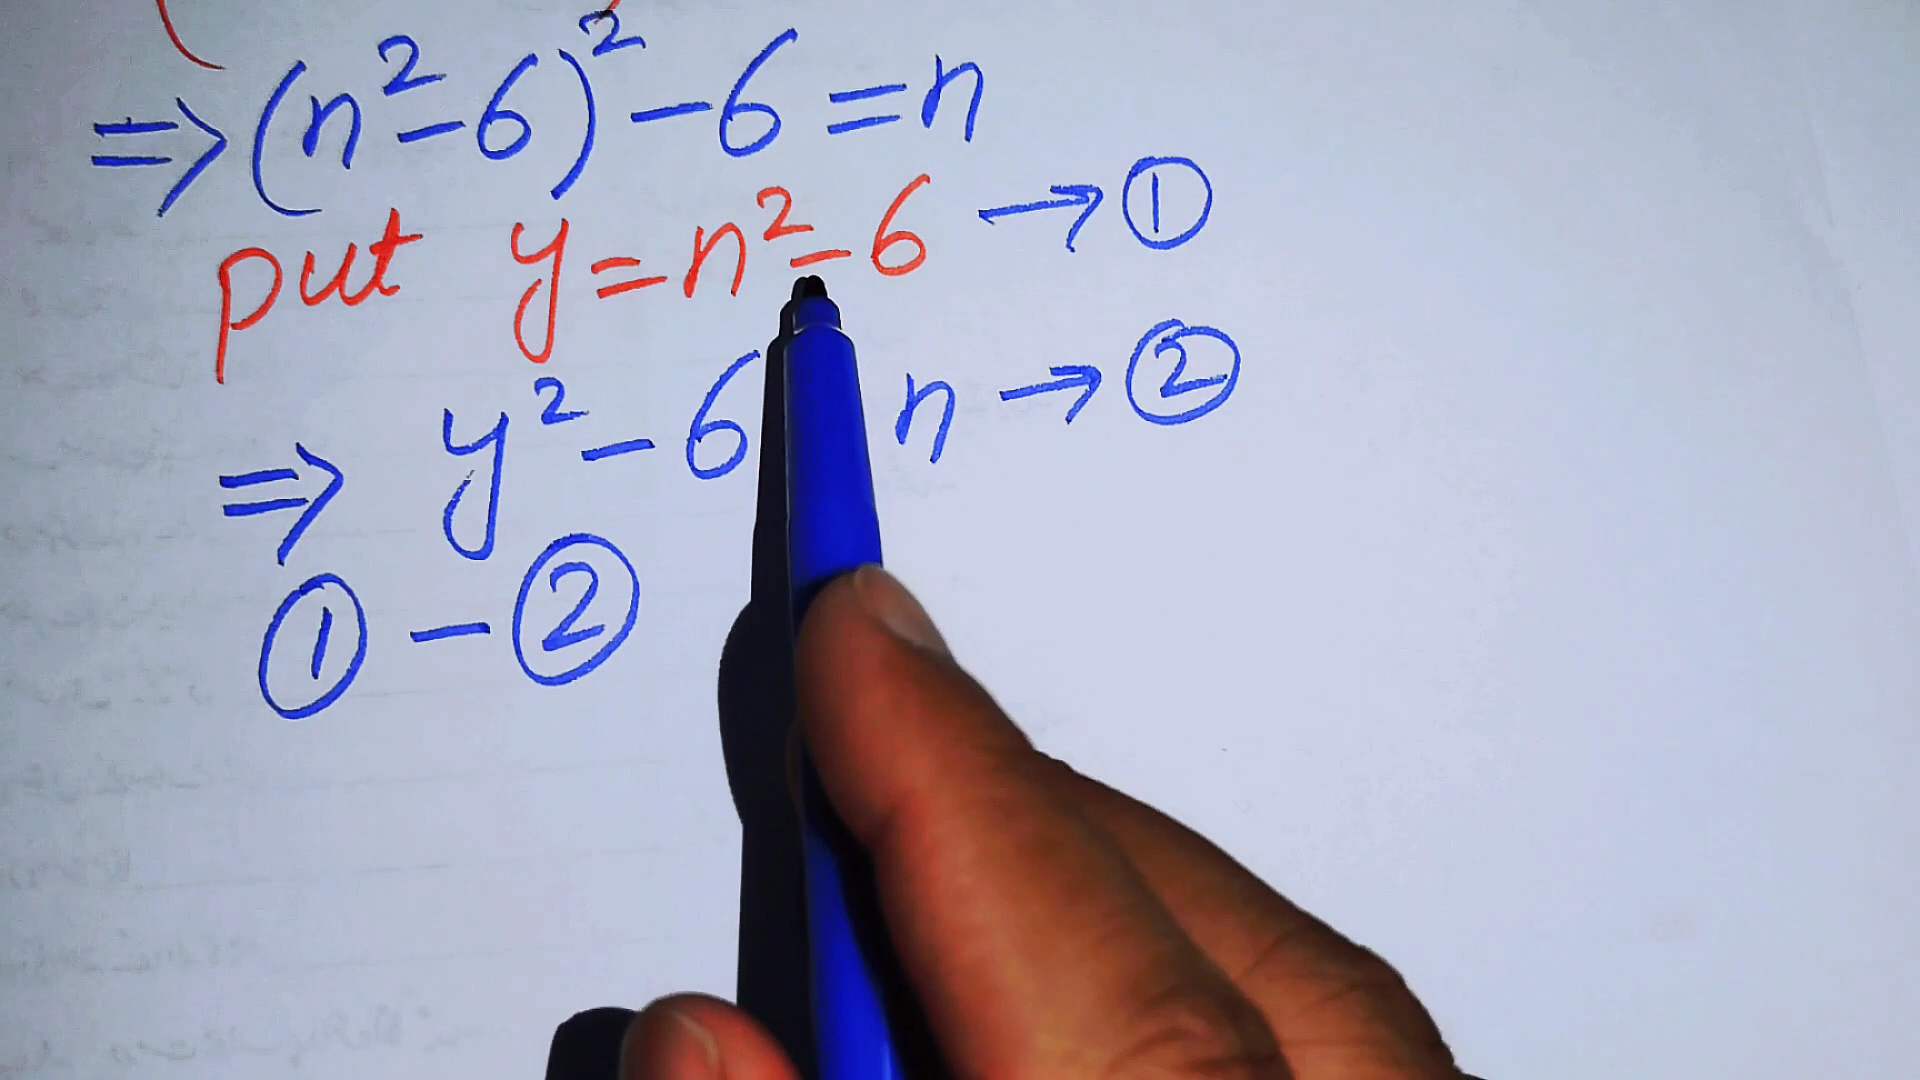 ⇒ (n² - 6)² - 6 = n
put y = n² - 6 → ①
⇒ y² - 6 n → ②
① - ②